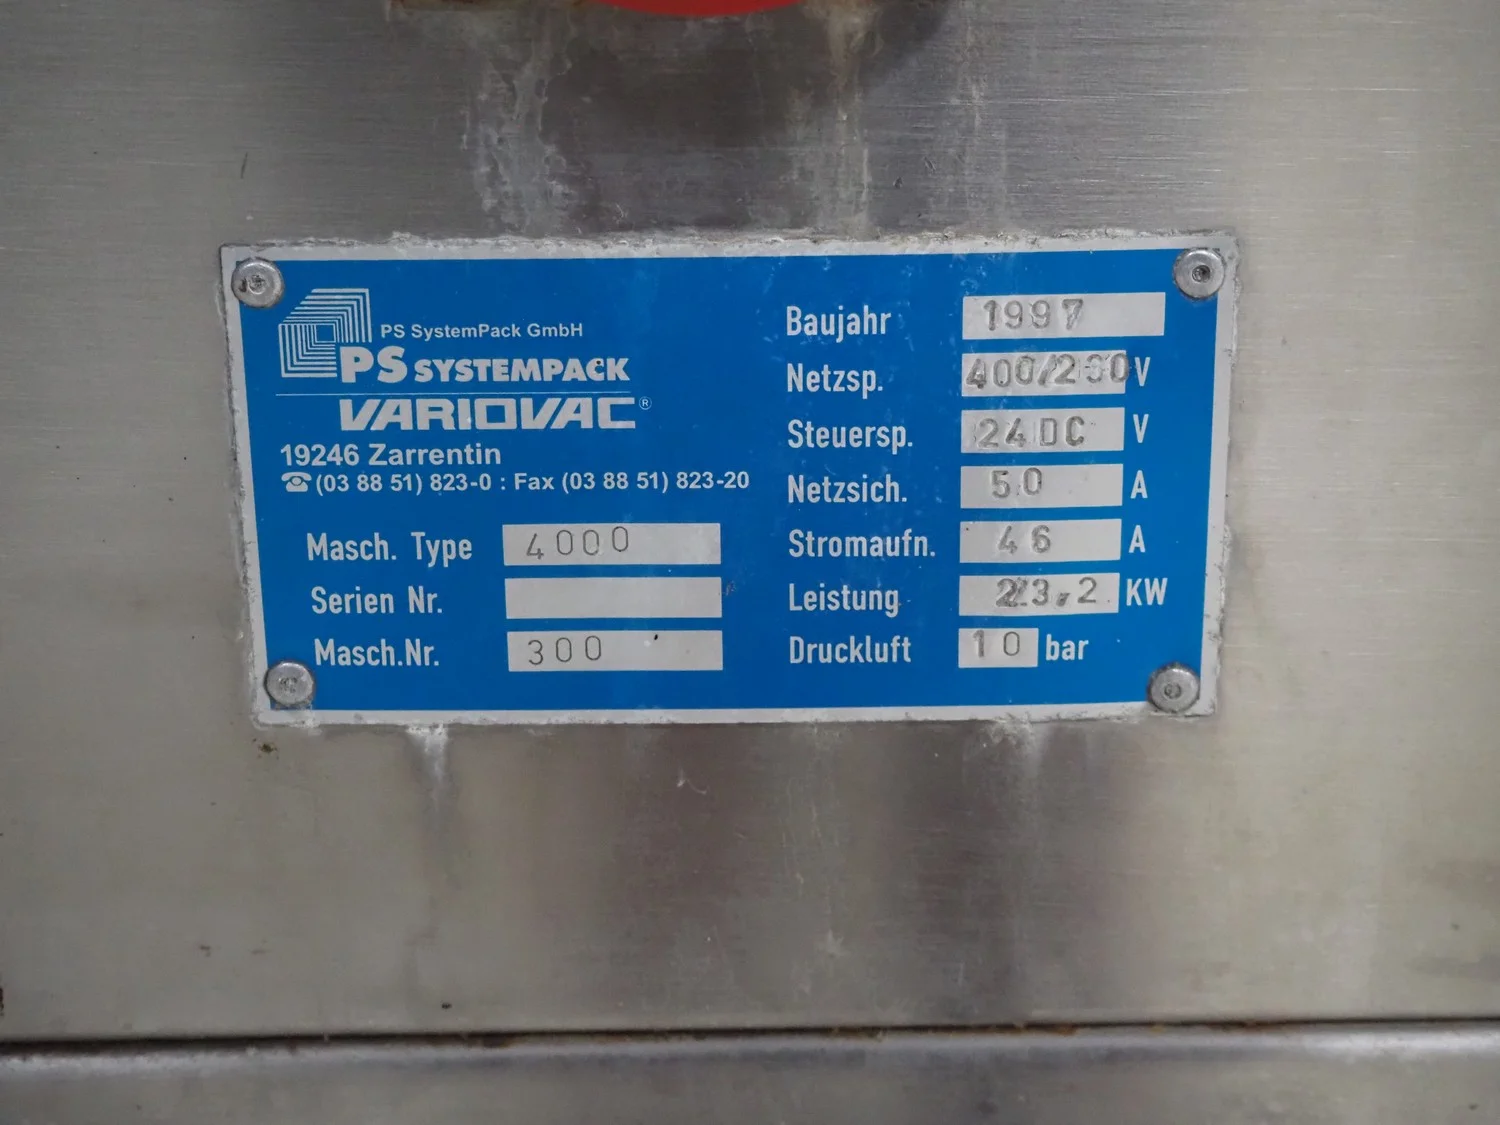 PS SystemPack GmbH
PS SYSTEMPACK
VARIOVAC®
19246 Zarrentin
☎ (03 88 51) 823-0 : Fax (03 88 51) 823-20
Masch. Type 4000
Serien Nr.
Masch.Nr. 300
Baujahr 1997
Netzsp. V
Steuersp. 24DC V
Netzsich. 50 A
Stromaufn. 46 A
Leistung KW
Druckluft 10 bar